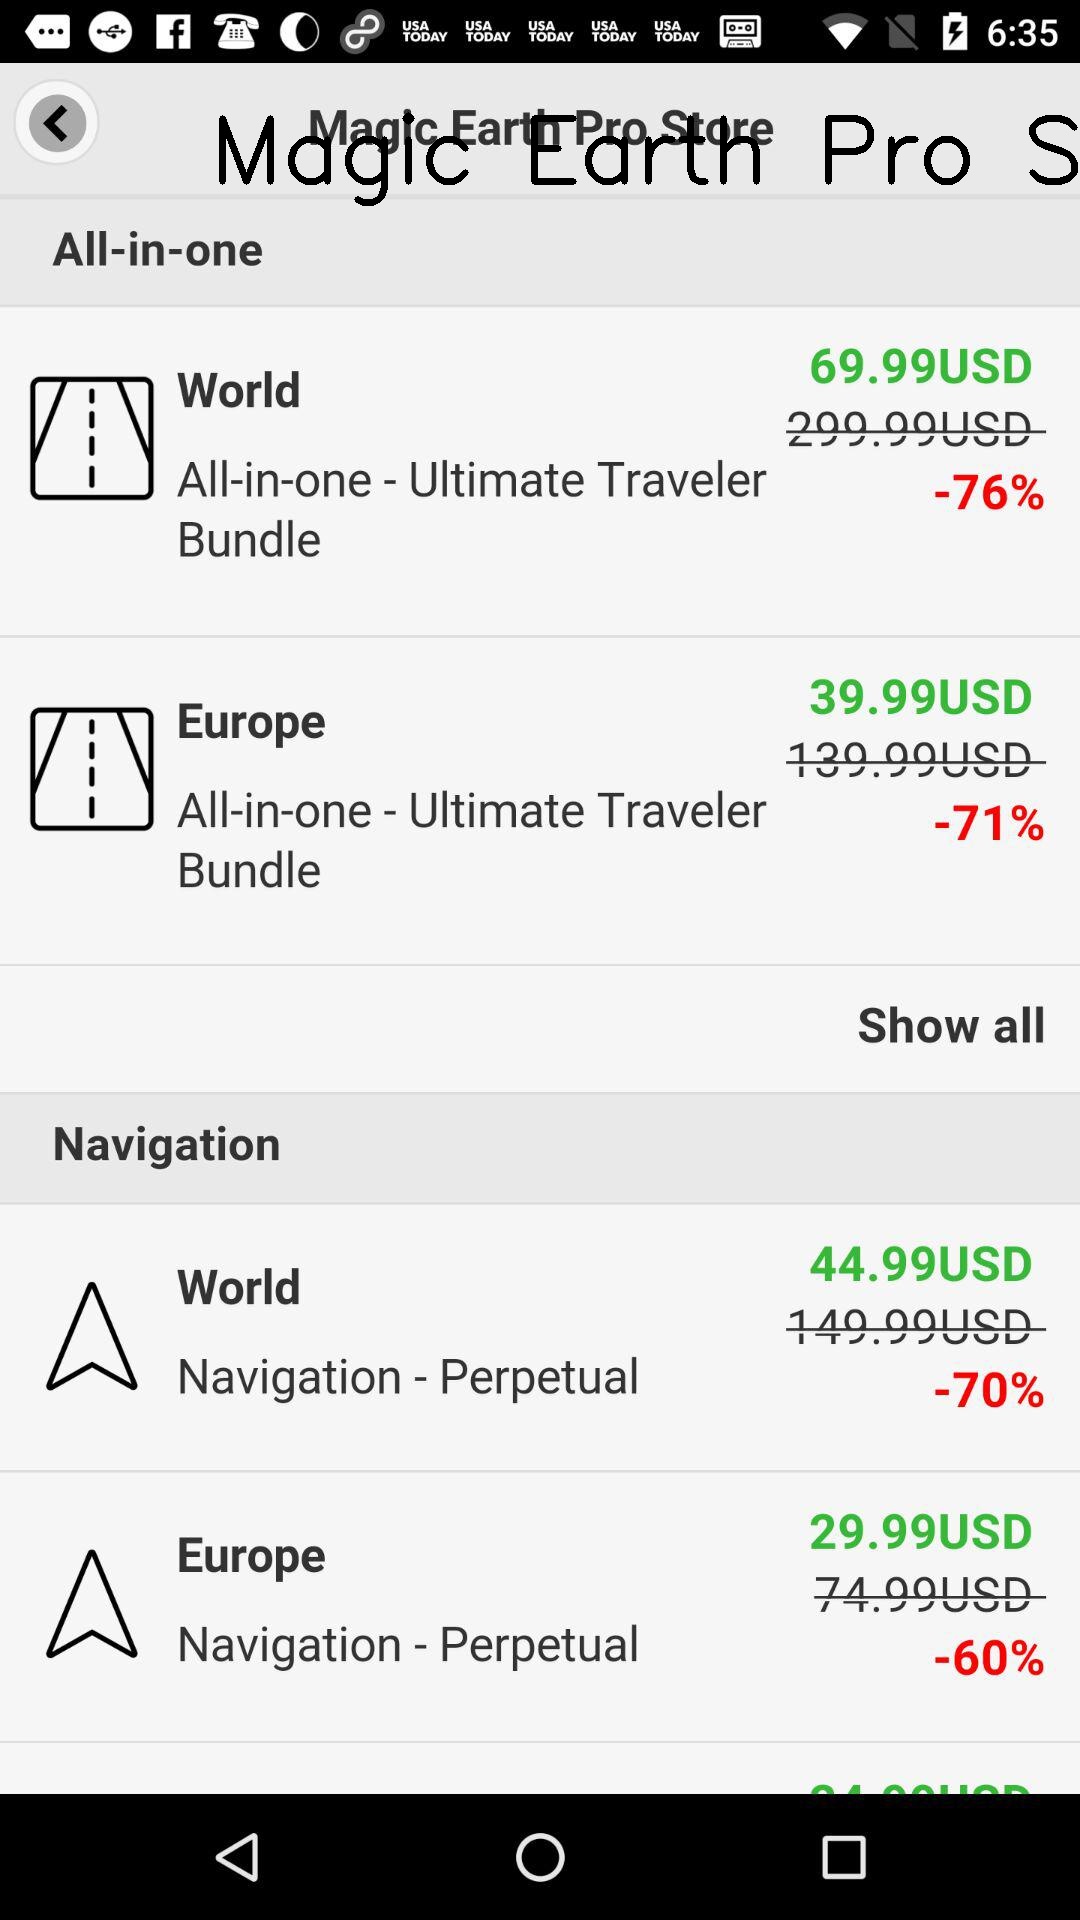 USA TODAY USA TODAY USA TODAY USA TODAY USA TODAY 6:35
Magic Earth Pro Store
Magic Earth Pro S
All-in-one
World
69.99USD
299.99USD
-76%
All-in-one - Ultimate Traveler
Bundle
Europe
39.99USD
139.99USD
-71%
All-in-one - Ultimate Traveler
Bundle
Show all
Navigation
World
44.99USD
149.99USD
-70%
Navigation - Perpetual
Europe
29.99USD
74.99USD
-60%
Navigation - Perpetual